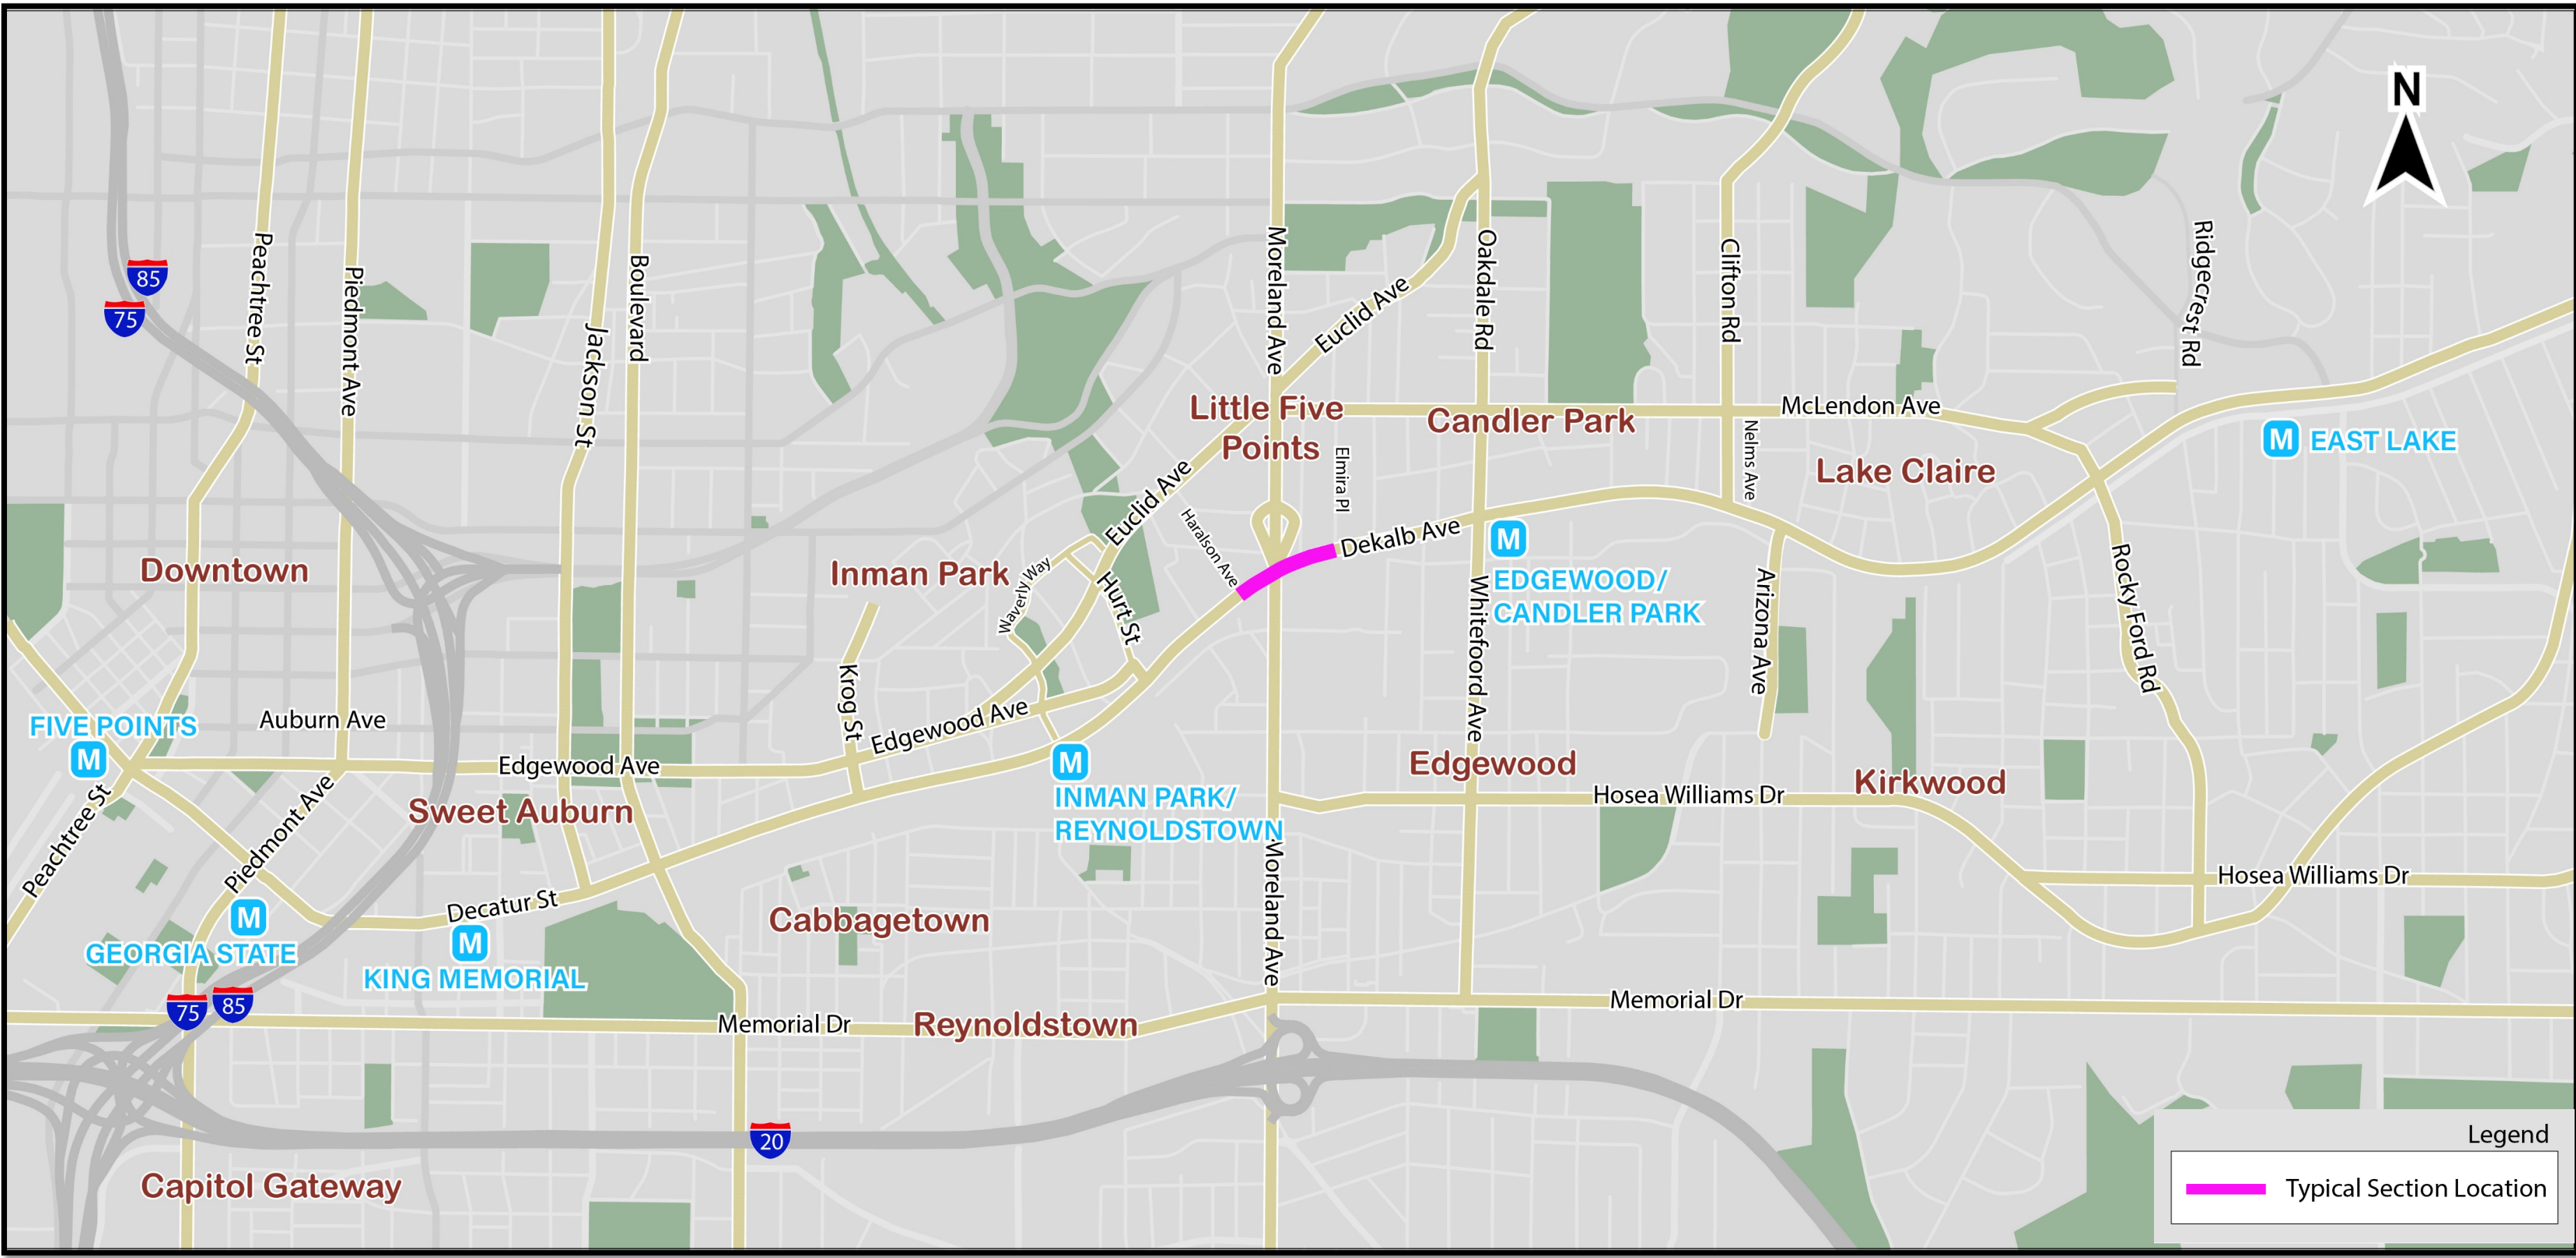 N
85
75
Peachtree St
Piedmont Ave
Jackson St
Boulevard
Moreland Ave
Euclid Ave
Oakdale Rd
Clifton Rd
Ridgecrest Rd
Little Five
Points
Candler Park
McLendon Ave
Elmira Pl
Nelms Ave
Lake Claire
M
EAST LAKE
Euclid Ave
Haralson Ave
Dekalb Ave
M
EDGEWOOD/
CANDLER PARK
Downtown
Inman Park
Waverly Way
Hurt St
Whitefoord Ave
Arizona Ave
Rocky Ford Rd
Krog St
FIVE POINTS
M
Auburn Ave
Edgewood Ave
Edgewood Ave
M
INMAN PARK/
REYNOLDSTOWN
Edgewood
Hosea Williams Dr
Kirkwood
Sweet Auburn
Peachtree St
Piedmont Ave
Moreland Ave
Hosea Williams Dr
M
GEORGIA STATE
Decatur St
M
KING MEMORIAL
Cabbagetown
75
85
Memorial Dr
Reynoldstown
Memorial Dr
20
Capitol Gateway
Legend
Typical Section Location